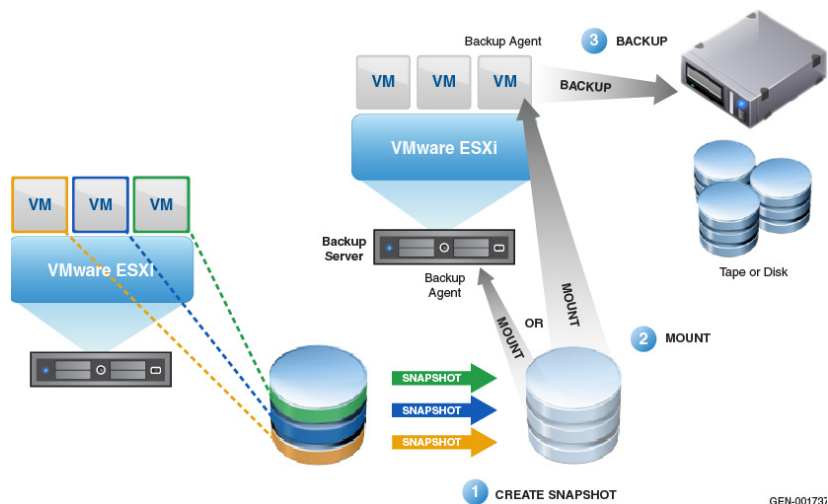 Backup Agent
3 BACKUP
VM VM VM
BACKUP
VMware ESXi
VM VM VM
VMware ESXi
Backup
Server
Backup
Agent
Tape or Disk
MOUNT
OR
MOUNT
2 MOUNT
SNAPSHOT
SNAPSHOT
SNAPSHOT
1 CREATE SNAPSHOT
GEN-001737